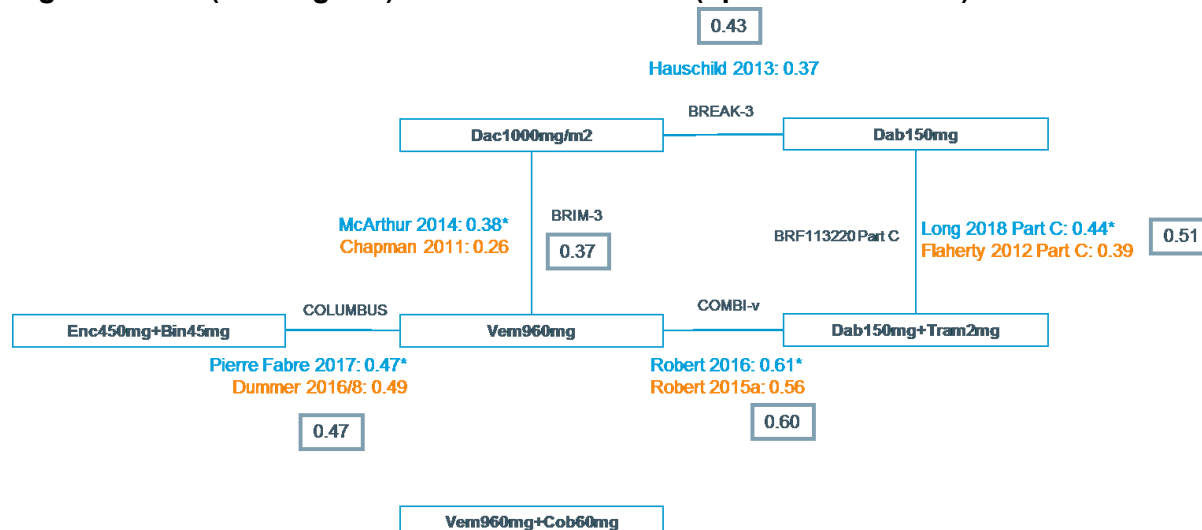 0.43
Hauschild 2013: 0.37
BREAK-3
Dac1000mg/m2
Dab150mg
McArthur 2014: 0.38*
Chapman 2011: 0.26
BRIM-3
0.37
BRF113220 Part C
Long 2018 Part C: 0.44*
Flaherty 2012 Part C: 0.39
0.51
COLUMBUS
COMBI-v
Enc450mg+Bin45mg
Vem960mg
Dab150mg+Tram2mg
Pierre Fabre 2017: 0.47*
Dummer 2016/8: 0.49
Robert 2016: 0.61*
Robert 2015a: 0.56
0.47
0.60
Vem960mg+Cob60mg